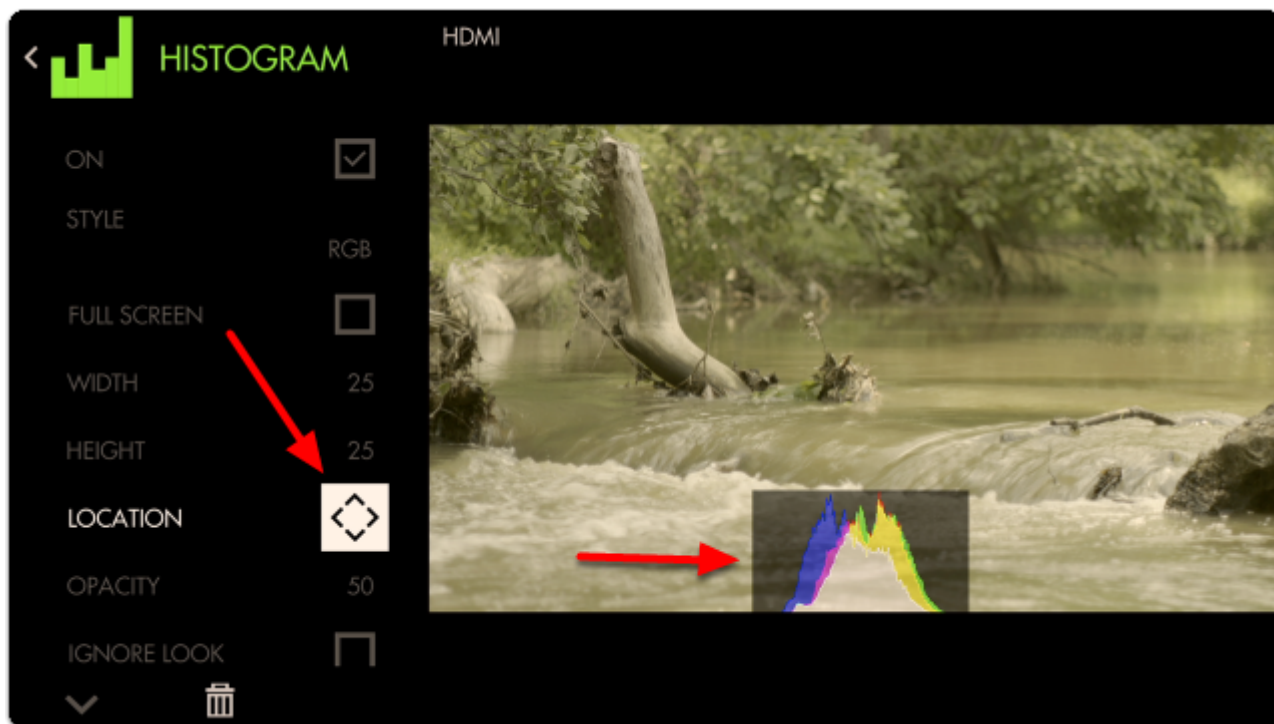 HISTOGRAM
HDMI
ON
STYLE
RGB
FULL SCREEN
WIDTH 25
HEIGHT 25
LOCATION
OPACITY 50
IGNORE LOOK